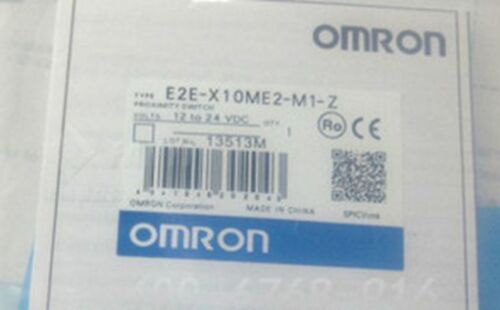 OMRON
TYPE E2E-X10ME2-M1-Z
PROXIMITY SWITCH
VOLTS 12 to 24 VDC QTY. 1
LOT No. 13513M
OMRON Corporation MADE IN CHINA
OMRON